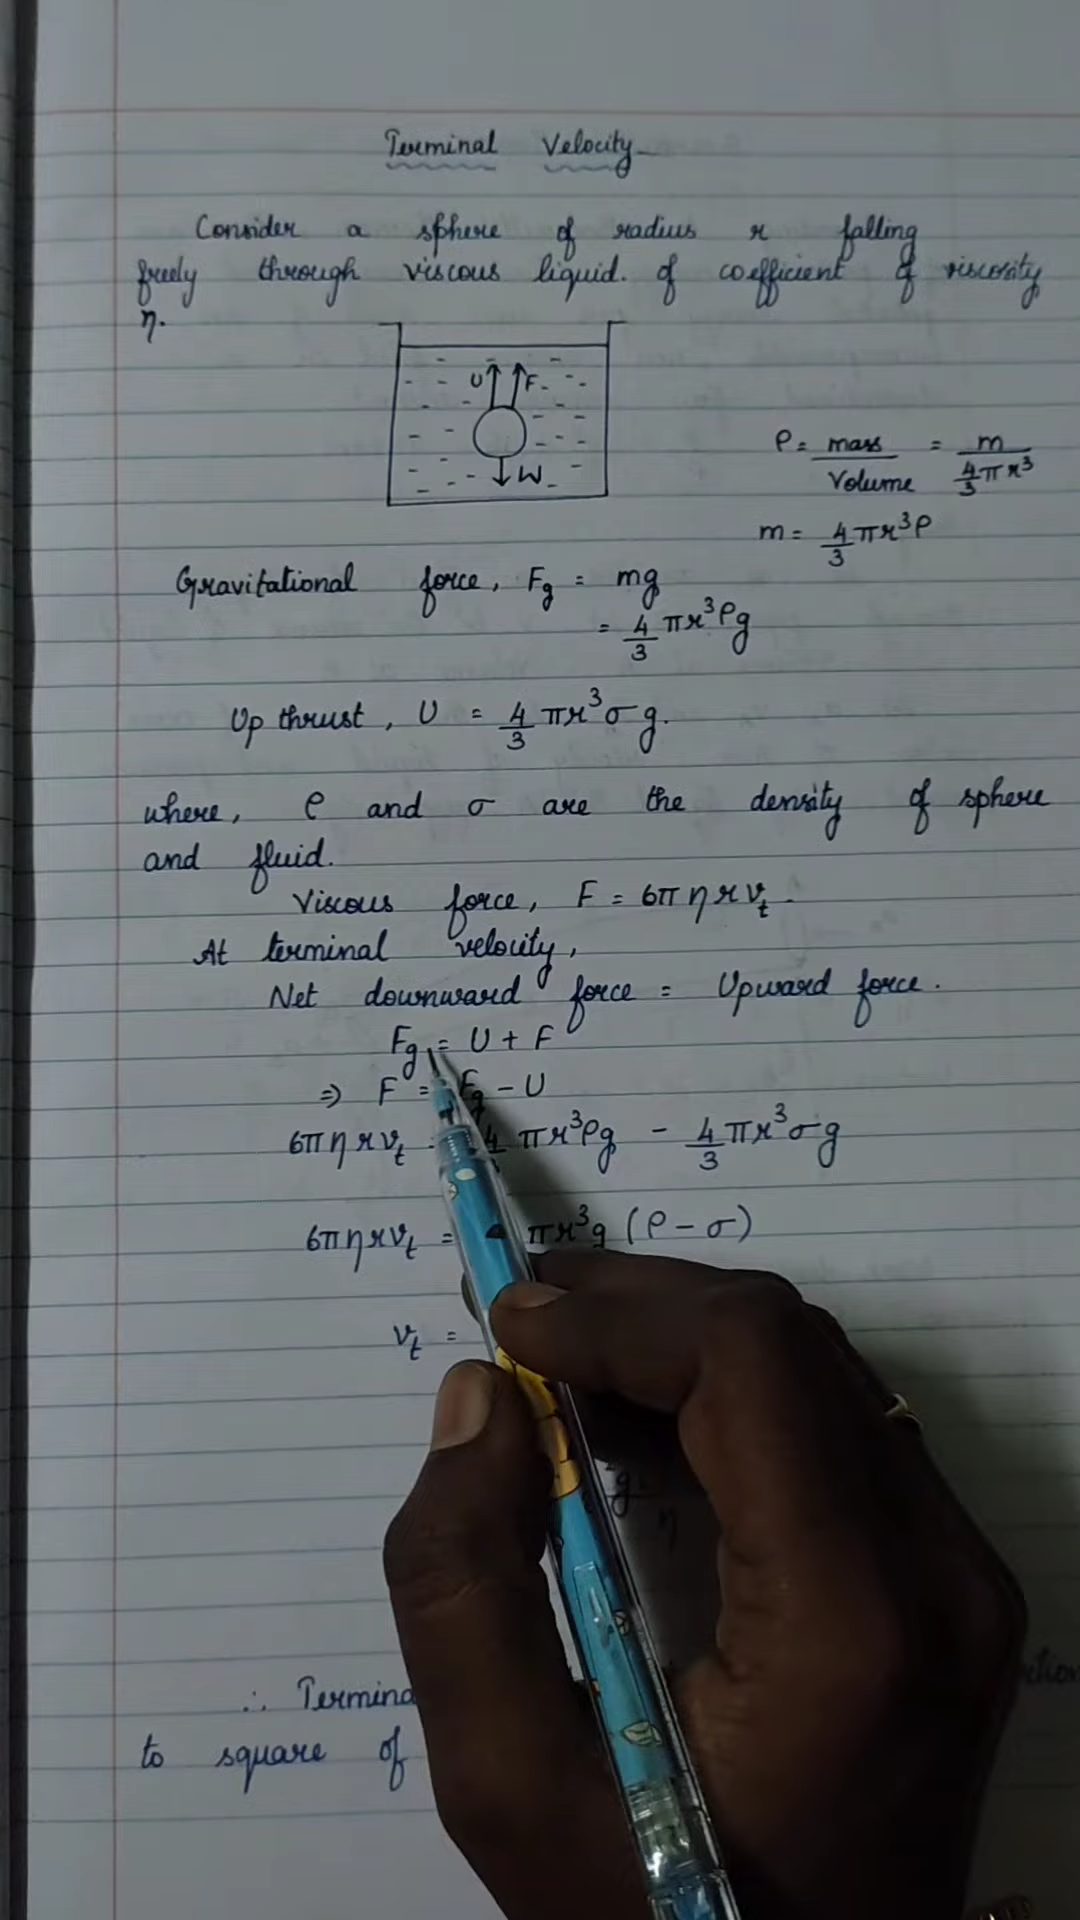 Terminal Velocity
Consider a sphere of radius r falling
freely through viscous liquid. of coefficient of viscosity
η.
U F
W
ρ = mass/Volume = m/(4/3 πr³)
m = 4/3 πr³ρ
Gravitational force, Fg = mg
= 4/3 πr³ρg
Up thrust, U = 4/3 πr³σg.
where, ρ and σ are the density of sphere
and fluid.
Viscous force, F = 6πηrvt.
At terminal velocity,
Net downward force = Upward force.
Fg = U + F
⇒ F = Fg - U
6πηrvt = 4/3 πr³ρg - 4/3 πr³σg
6πηrvt = πr³g (ρ - σ)
vt =
η
∴
to square of